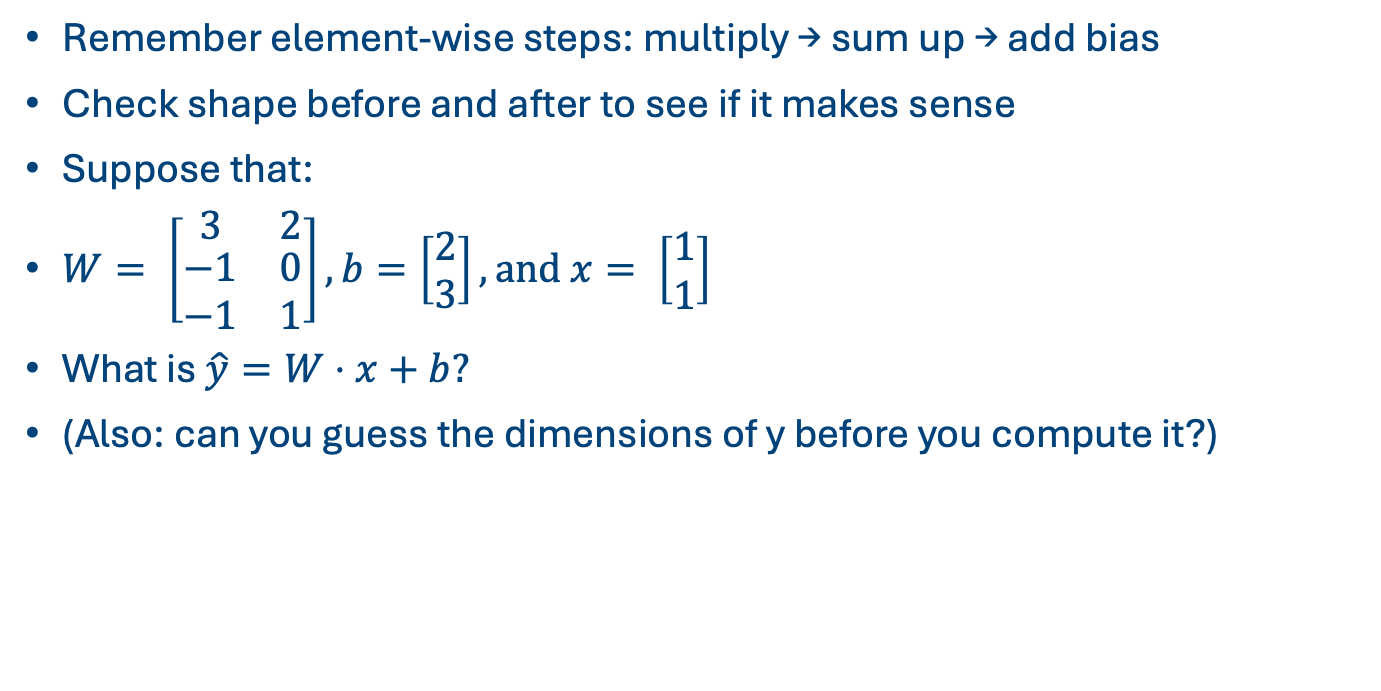 • Remember element-wise steps: multiply → sum up → add bias
• Check shape before and after to see if it makes sense
• Suppose that:
• W = [3 2; −1 0; −1 1], b = [2; 3], and x = [1; 1]
• What is ŷ = W · x + b?
• (Also: can you guess the dimensions of y before you compute it?)